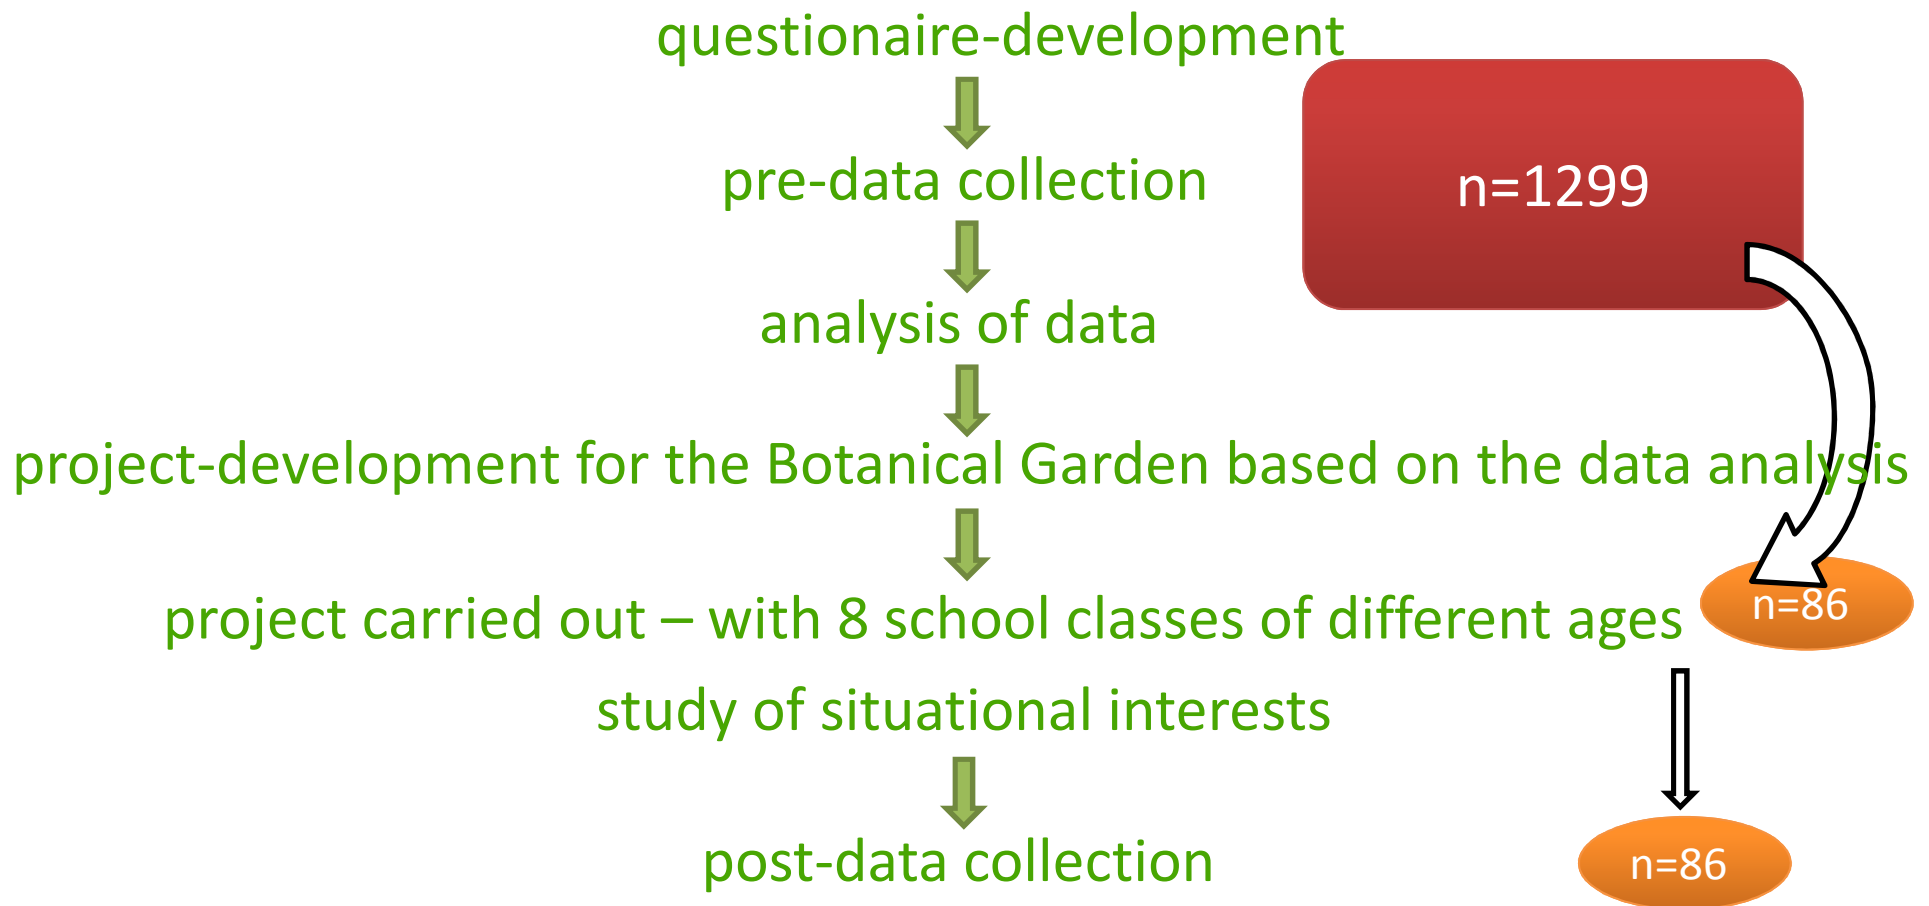 questionaire-development
pre-data collection
n=1299
analysis of data
project-development for the Botanical Garden based on the data analysis
project carried out – with 8 school classes of different ages
n=86
study of situational interests
post-data collection
n=86